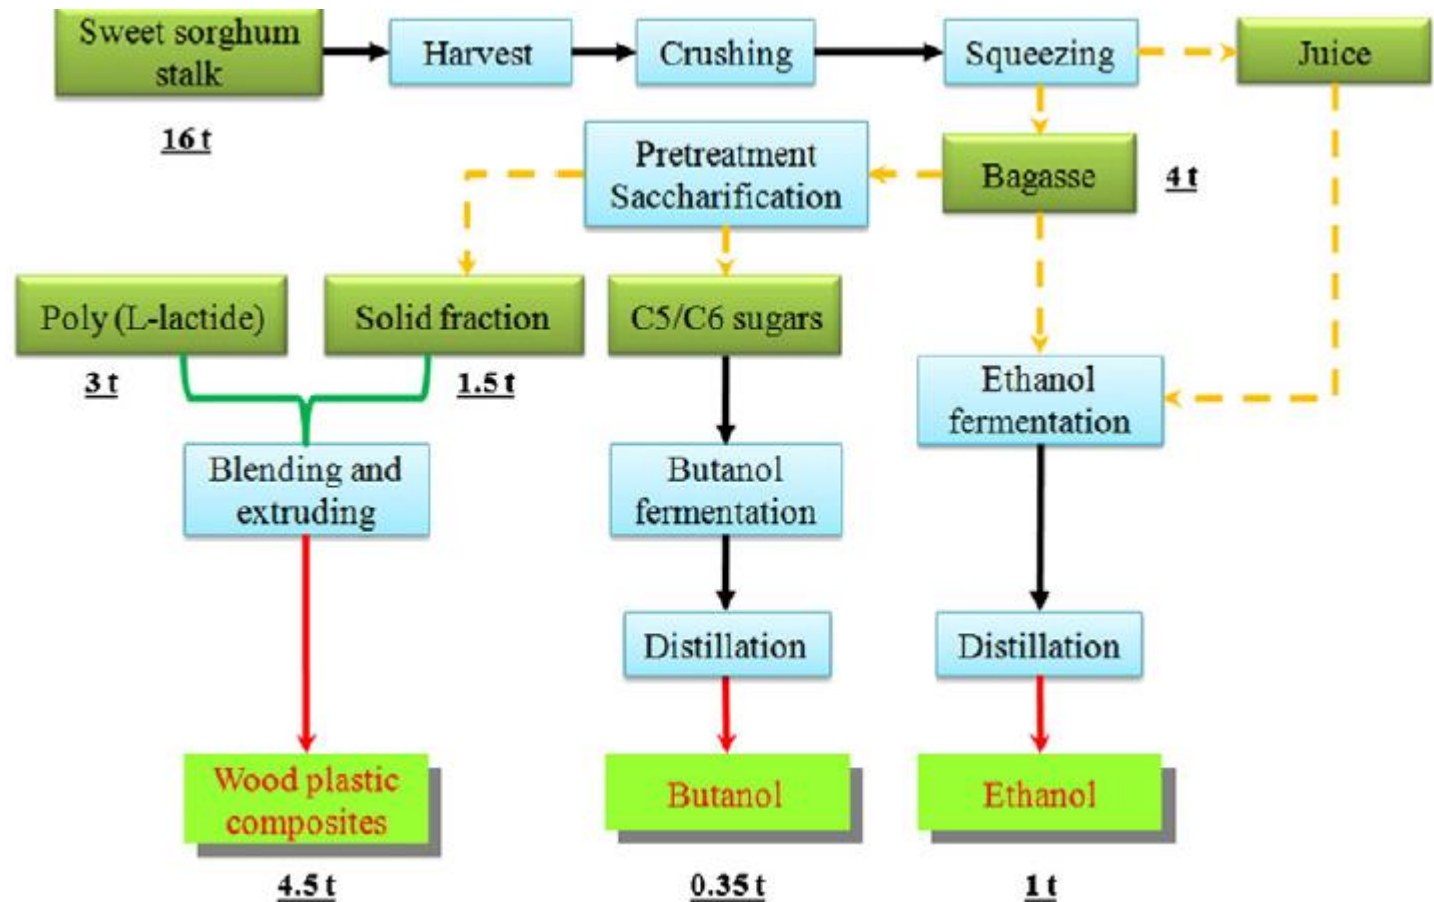 Sweet sorghum
stalk
Harvest
Crushing
Squeezing
Juice
16 t
Pretreatment
Saccharification
Bagasse
4 t
Poly (L-lactide)
Solid fraction
C5/C6 sugars
3 t
1.5 t
Ethanol
fermentation
Blending and
extruding
Butanol
fermentation
Distillation
Distillation
Wood plastic
composites
Butanol
Ethanol
4.5 t
0.35 t
1 t